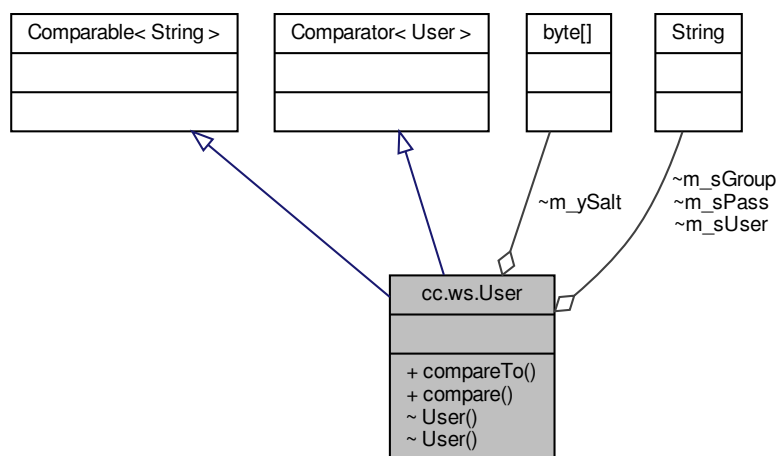 Comparable< String >
Comparator< User >
byte[]
String
~m_ySalt
~m_sGroup
~m_sPass
~m_sUser
cc.ws.User
+ compareTo()
+ compare()
~ User()
~ User()